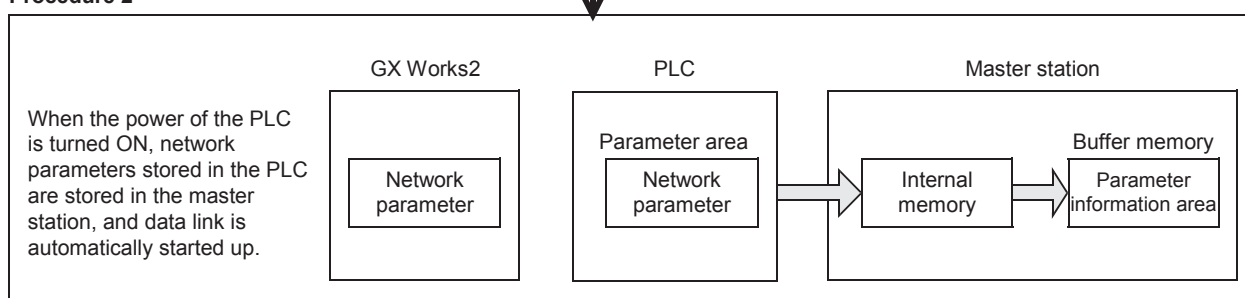 Procedure 2
GX Works2
PLC
Master station
When the power of the PLC
is turned ON, network
parameters stored in the PLC
are stored in the master
station, and data link is
automatically started up.
Network
parameter
Parameter area
Network
parameter
Internal
memory
Buffer memory
Parameter
information area